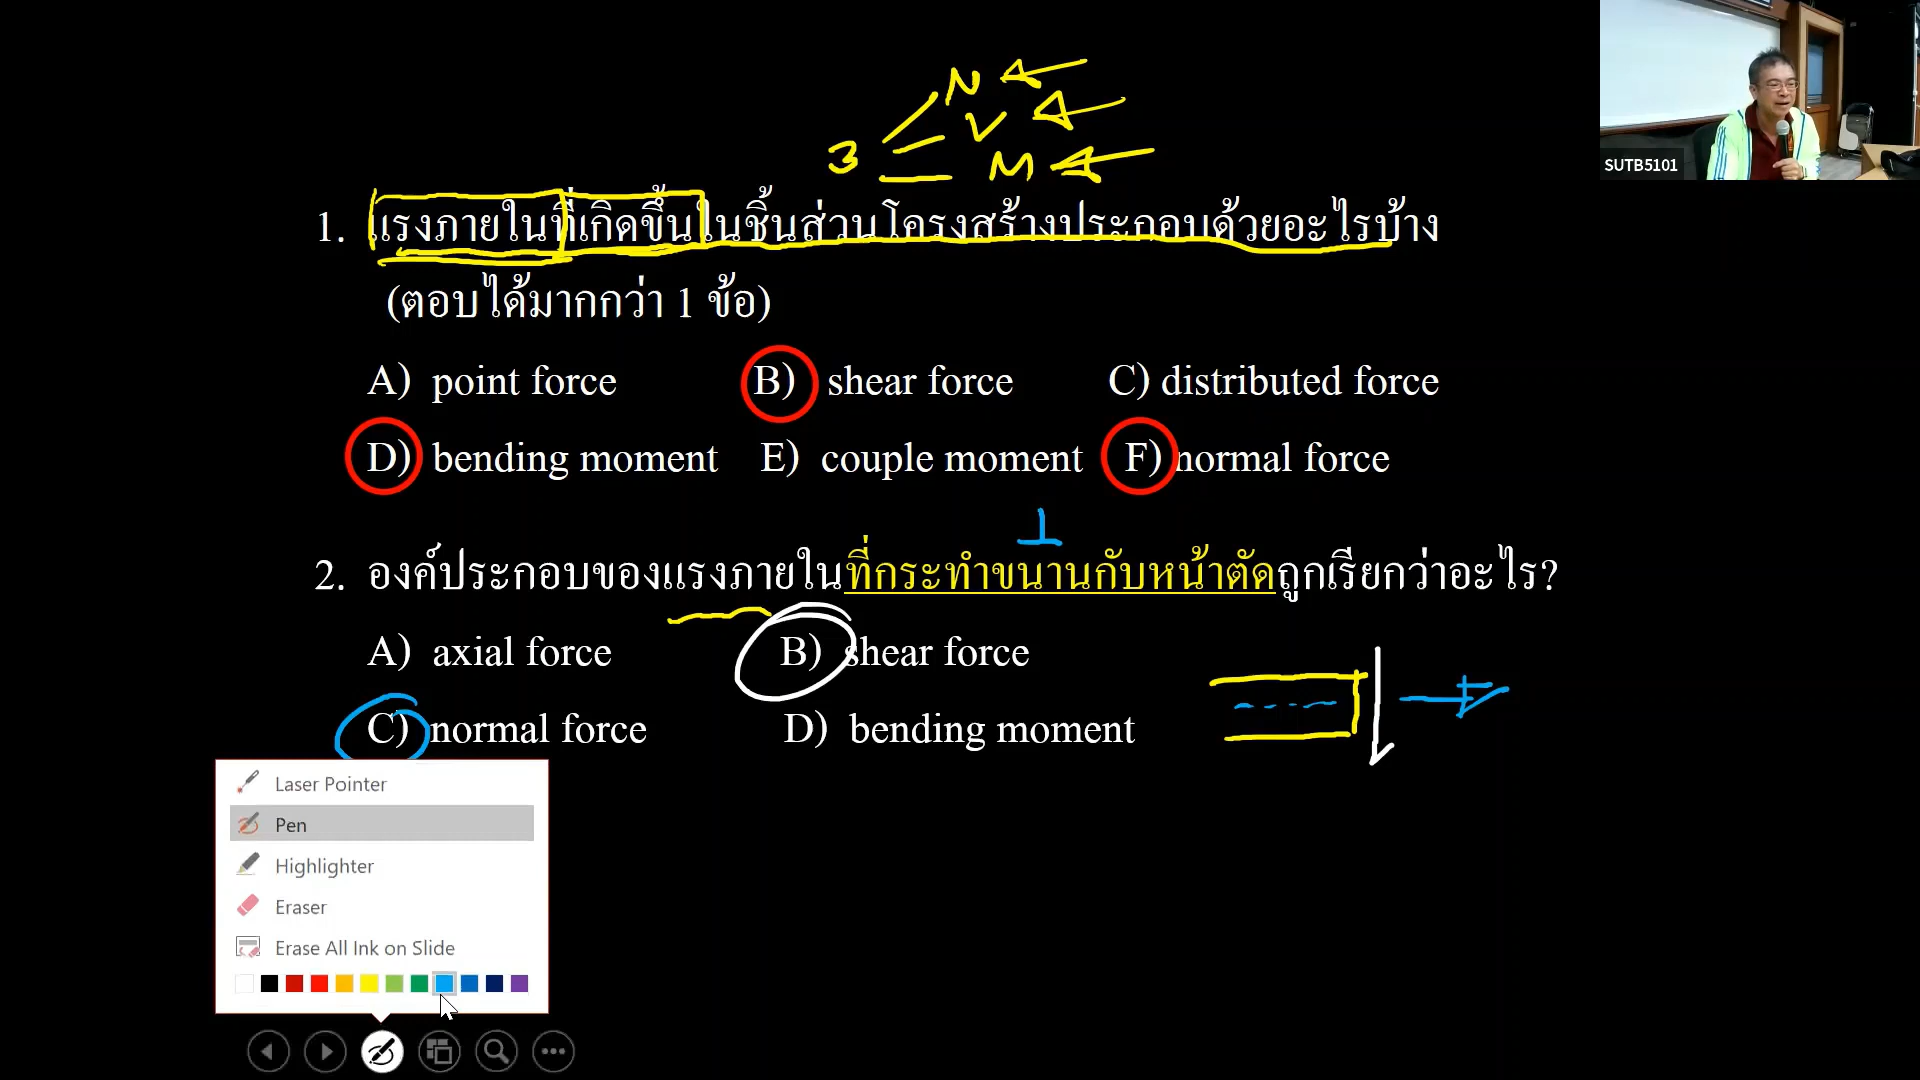 SUTB5101
N
V
3
M
1. แรงภายในที่เกิดขึ้นในชิ้นส่วนโครงสร้างประกอบด้วยอะไรบ้าง
(ตอบได้มากกว่า 1 ข้อ)
A) point force B) shear force C) distributed force
D) bending moment E) couple moment F) normal force
⊥
2. องค์ประกอบของแรงภายในที่กระทำขนานกับหน้าตัดถูกเรียกว่าอะไร?
A) axial force B) shear force
C) normal force D) bending moment
Laser Pointer
Pen
Highlighter
Eraser
Erase All Ink on Slide